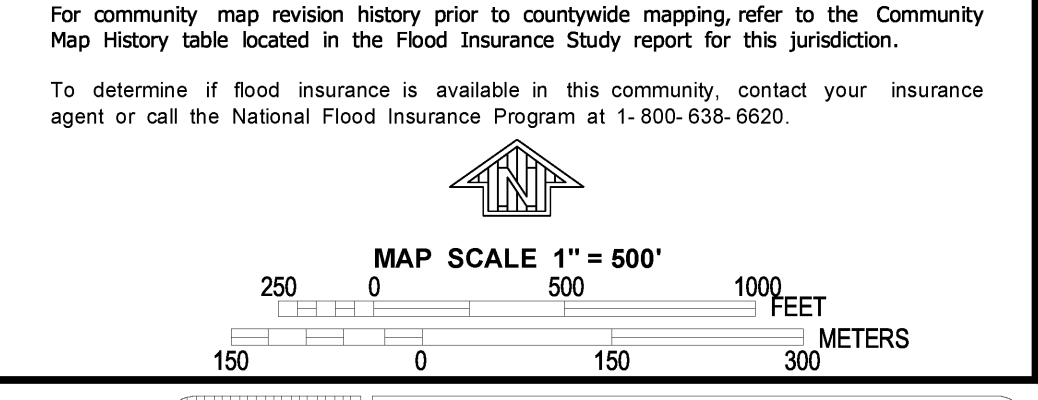 For community map revision history prior to countywide mapping, refer to the Community
Map History table located in the Flood Insurance Study report for this jurisdiction.
To determine if flood insurance is available in this community, contact your insurance
agent or call the National Flood Insurance Program at 1- 800- 638- 6620.
N
MAP SCALE 1" = 500'
250 0 500 1000
FEET
METERS
150 0 150 300